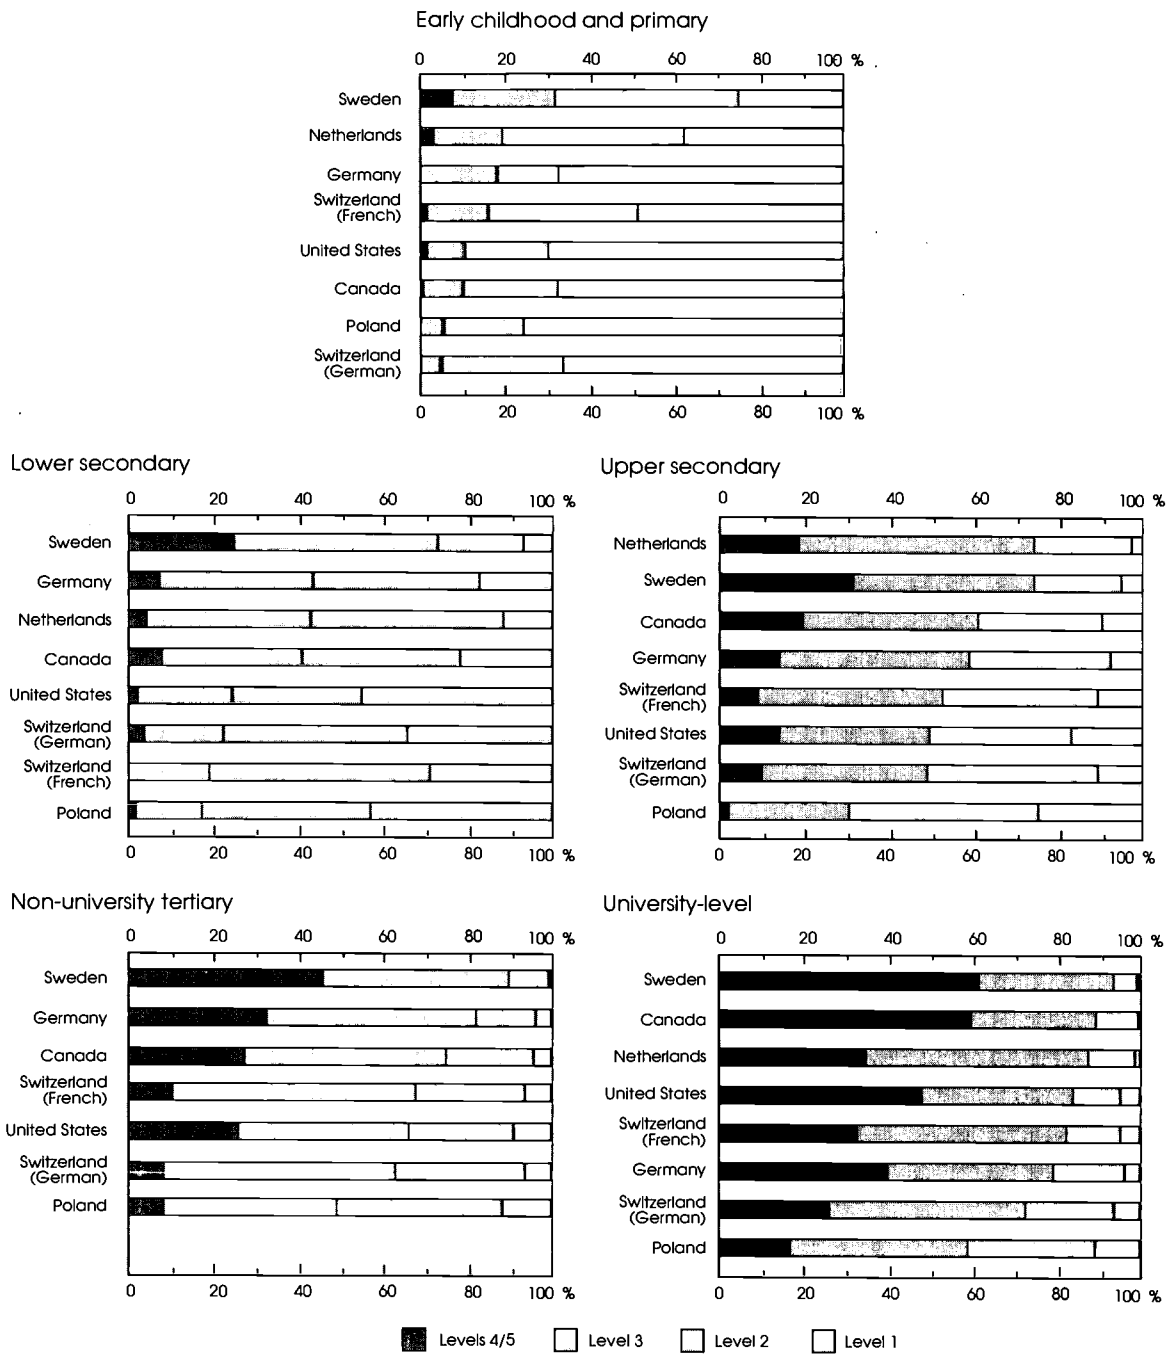 Early childhood and primary
0 20 40 60 80 100 %
Sweden
Netherlands
Germany
Switzerland
(French)
United States
Canada
Poland
Switzerland
(German)
0 20 40 60 80 100 %
Lower secondary
0 20 40 60 80 100 %
Sweden
Germany
Netherlands
Canada
United States
Switzerland
(German)
Switzerland
(French)
Poland
0 20 40 60 80 100 %
Upper secondary
0 20 40 60 80 100 %
Netherlands
Sweden
Canada
Germany
Switzerland
(French)
United States
Switzerland
(German)
Poland
0 20 40 60 80 100 %
Non-university tertiary
0 20 40 60 80 100 %
Sweden
Germany
Canada
Switzerland
(French)
United States
Switzerland
(German)
Poland
0 20 40 60 80 100 %
University-level
0 20 40 60 80 100 %
Sweden
Canada
Netherlands
United States
Switzerland
(French)
Germany
Switzerland
(German)
Poland
0 20 40 60 80 100 %
Levels 4/5 Level 3 Level 2 Level 1